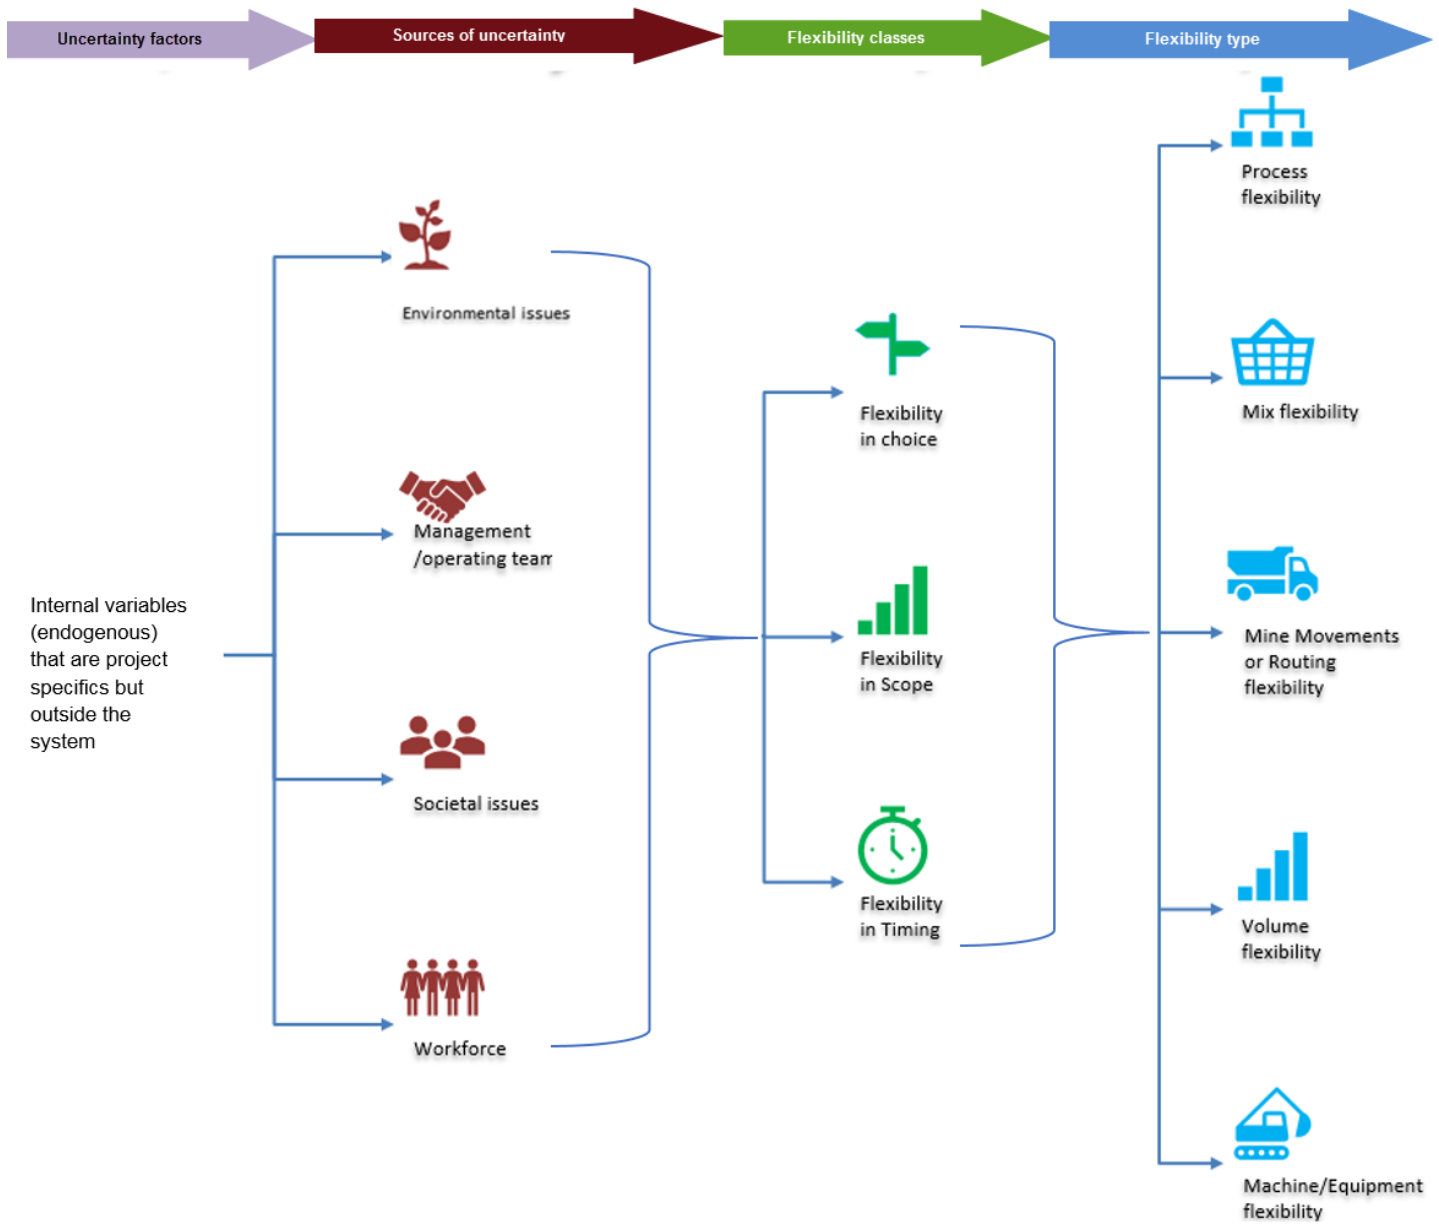 Uncertainty factors
Sources of uncertainty
Flexibility classes
Flexibility type
Internal variables
(endogenous)
that are project
specifics but
outside the
system
Environmental issues
Management
/operating team
Societal issues
Workforce
Flexibility
in choice
Flexibility
in Scope
Flexibility
in Timing
Process
flexibility
Mix flexibility
Mine Movements
or Routing
flexibility
Volume
flexibility
Machine/Equipment
flexibility